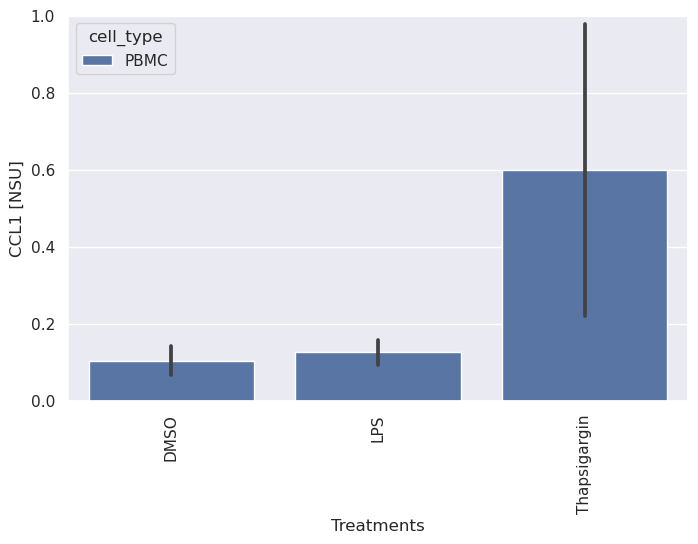 cell_type
PBMC
1.0
0.8
0.6
0.4
0.2
0.0
CCL1 [NSU]
DMSO
LPS
Thapsigargin
Treatments